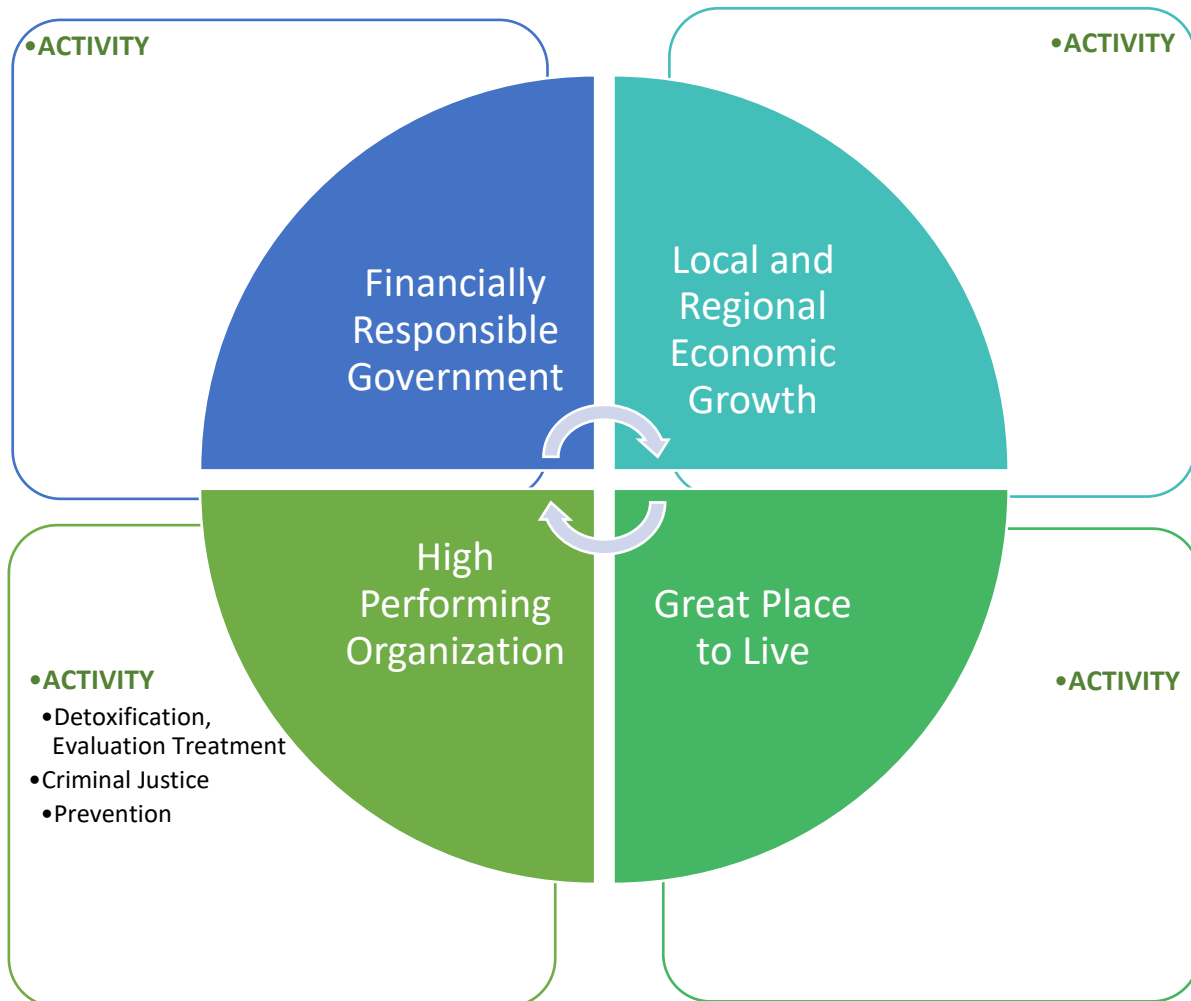 •ACTIVITY
•ACTIVITY
Financially
Responsible
Government
Local and
Regional
Economic
Growth
High
Performing
Organization
Great Place
to Live
•ACTIVITY
•Detoxification,
Evaluation Treatment
•Criminal Justice
•Prevention
•ACTIVITY